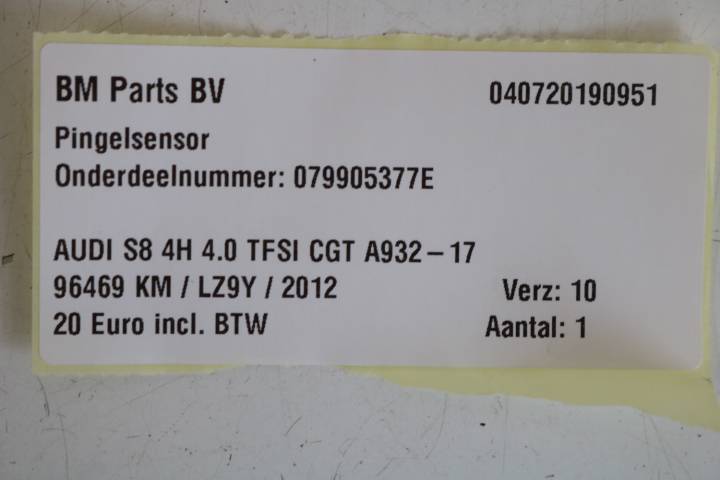 BM Parts BV 040720190951
Pingelsensor
Onderdeelnummer: 079905377E
AUDI S8 4H 4.0 TFSI CGT A932-17
96469 KM / LZ9Y / 2012 Verz: 10
20 Euro incl. BTW Aantal: 1